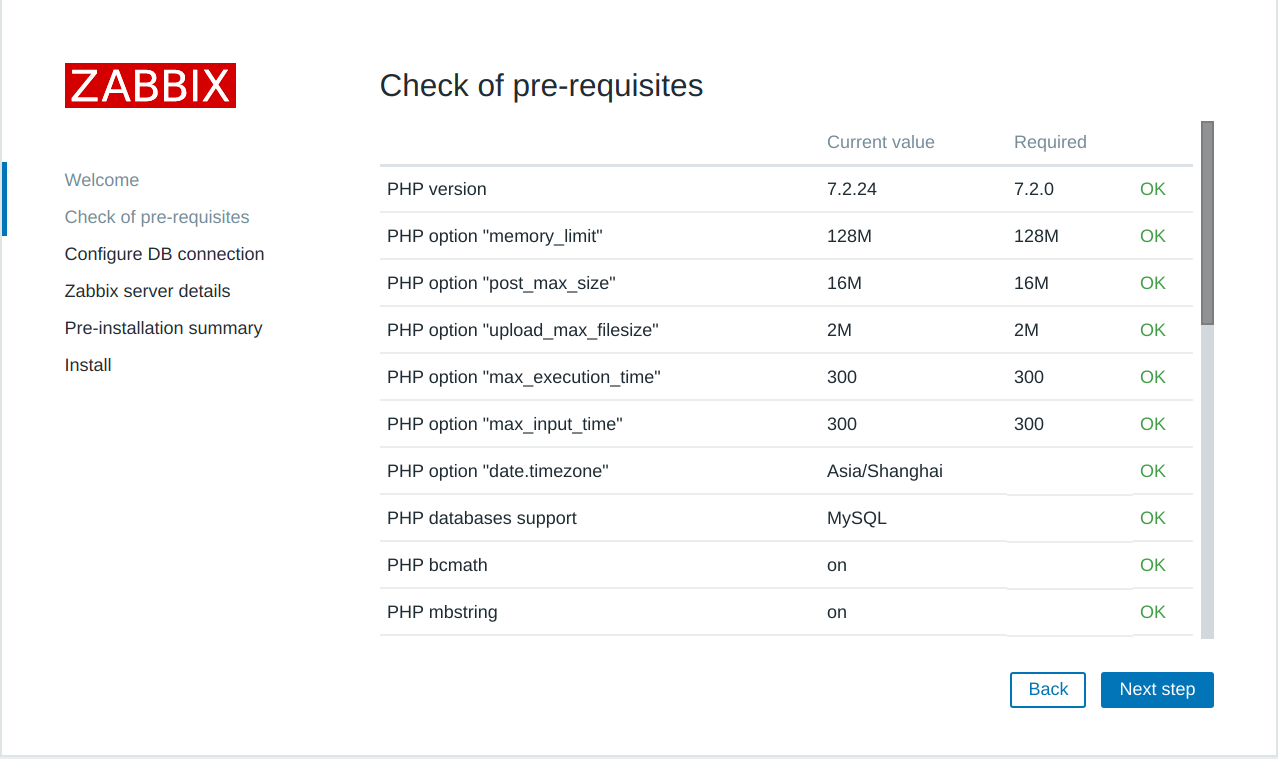 ZABBIX
Check of pre-requisites
Welcome
Check of pre-requisites
Configure DB connection
Zabbix server details
Pre-installation summary
Install
Current value Required
PHP version 7.2.24 7.2.0 OK
PHP option "memory_limit" 128M 128M OK
PHP option "post_max_size" 16M 16M OK
PHP option "upload_max_filesize" 2M 2M OK
PHP option "max_execution_time" 300 300 OK
PHP option "max_input_time" 300 300 OK
PHP option "date.timezone" Asia/Shanghai OK
PHP databases support MySQL OK
PHP bcmath on OK
PHP mbstring on OK
Back Next step